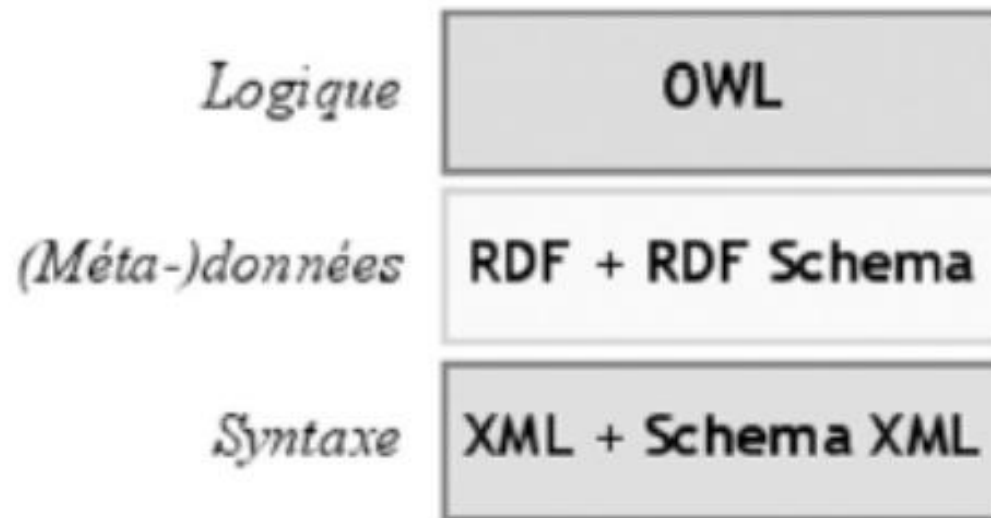 Logique OWL
(Méta-)données RDF + RDF Schema
Syntaxe XML + Schema XML